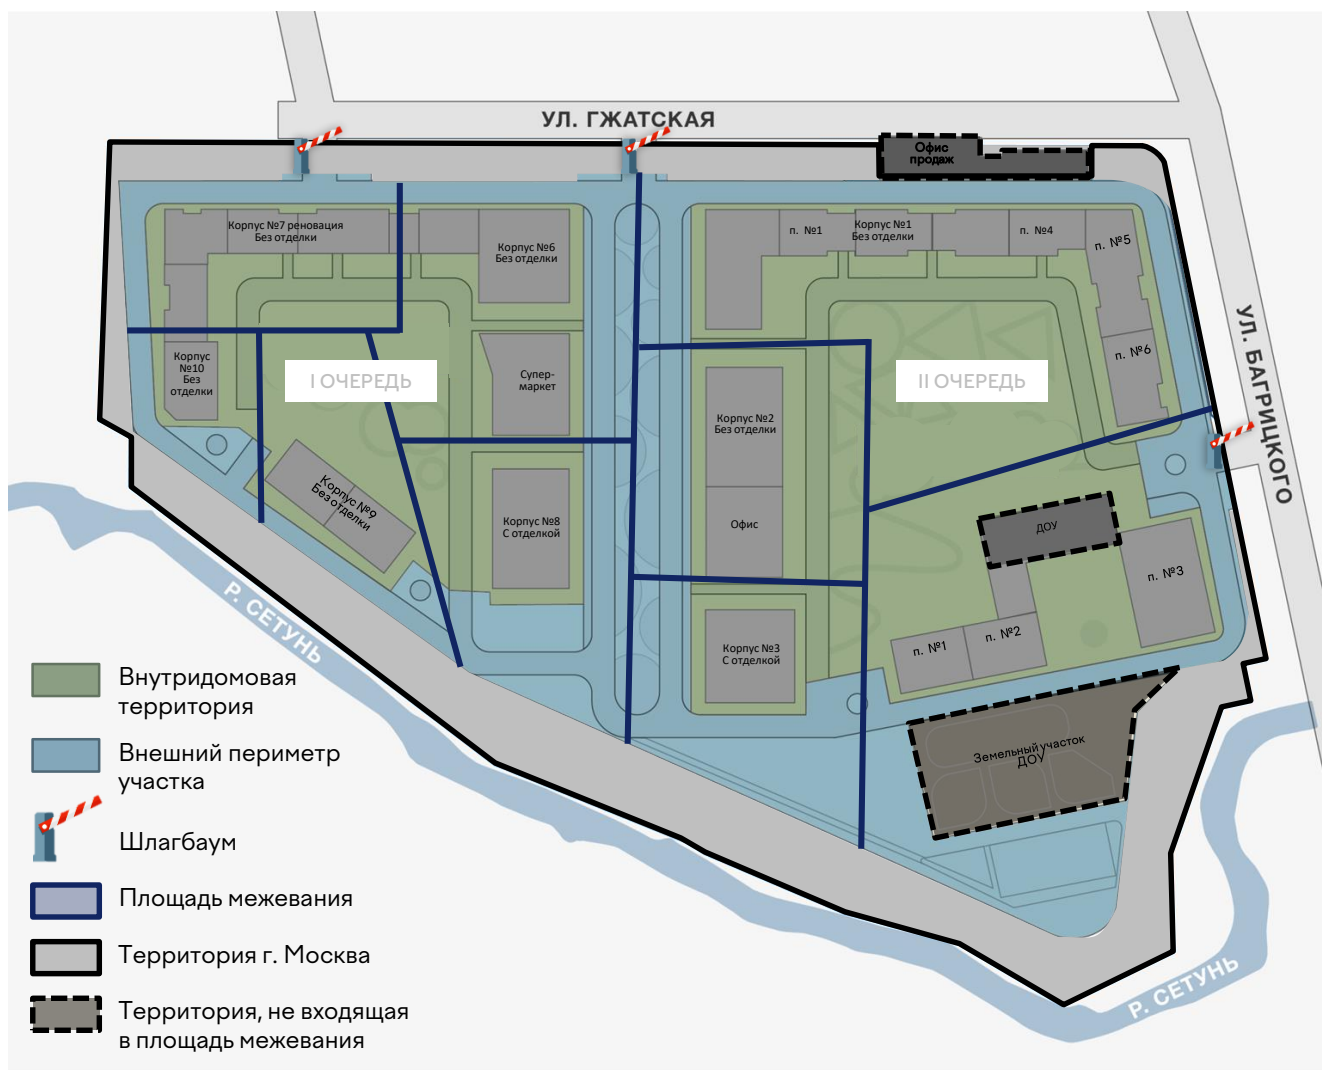 УЛ. ГЖАТСКАЯ
Офис
продаж
Корпус №7 реновация
Без отделки
Корпус №6
Без отделки
п. №1
Корпус №1
Без отделки
п. №4
п. №5
УЛ. БАГРИЦКОГО
Корпус
№10
Без
отделки
I ОЧЕРЕДЬ
Супер-
маркет
II ОЧЕРЕДЬ
п. №6
Корпус №2
Без отделки
Корпус №9
Без отделки
Корпус №8
С отделкой
Офис
ДОУ
п. №3
п. №1
п. №2
Корпус №3
С отделкой
Р. СЕТУНЬ
Земельный участок
ДОУ
Р. СЕТУНЬ
Внутридомовая
территория
Внешний периметр
участка
Шлагбаум
Площадь межевания
Территория г. Москва
Территория, не входящая
в площадь межевания